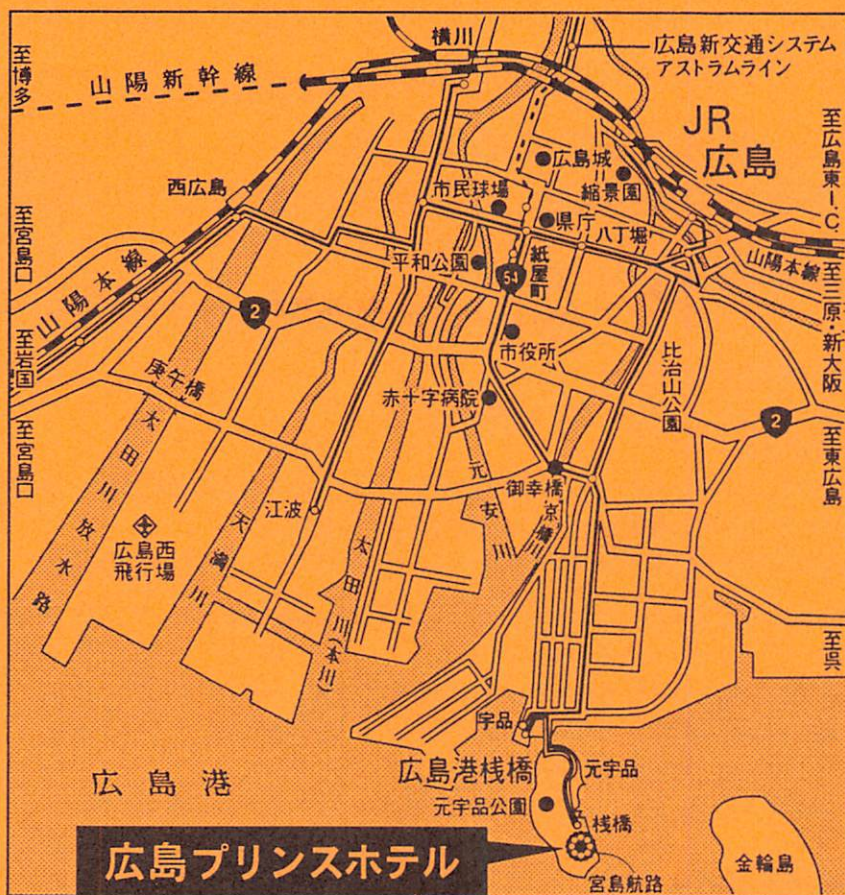 横川
広島新交通システム
アストラムライン
至博多
山陽新幹線
JR
広島
至広島東I.C.
広島城
縮景園
西広島
市民球場
県庁
八丁堀
至宮島口
平和公園
紙屋町
54
山陽本線
山陽本線
至三原・新大阪
2
市役所
至岩国
庚午橋
赤十字病院
比治山公園
2
至宮島口
至東広島
太田川放水路
元安川
御幸橋
京橋川
江波
広島西
飛行場
天満川
太田川(本川)
至呉
宇品
広島港
広島港桟橋
元宇品
元宇品公園
桟橋
広島プリンスホテル
宮島航路
金輪島